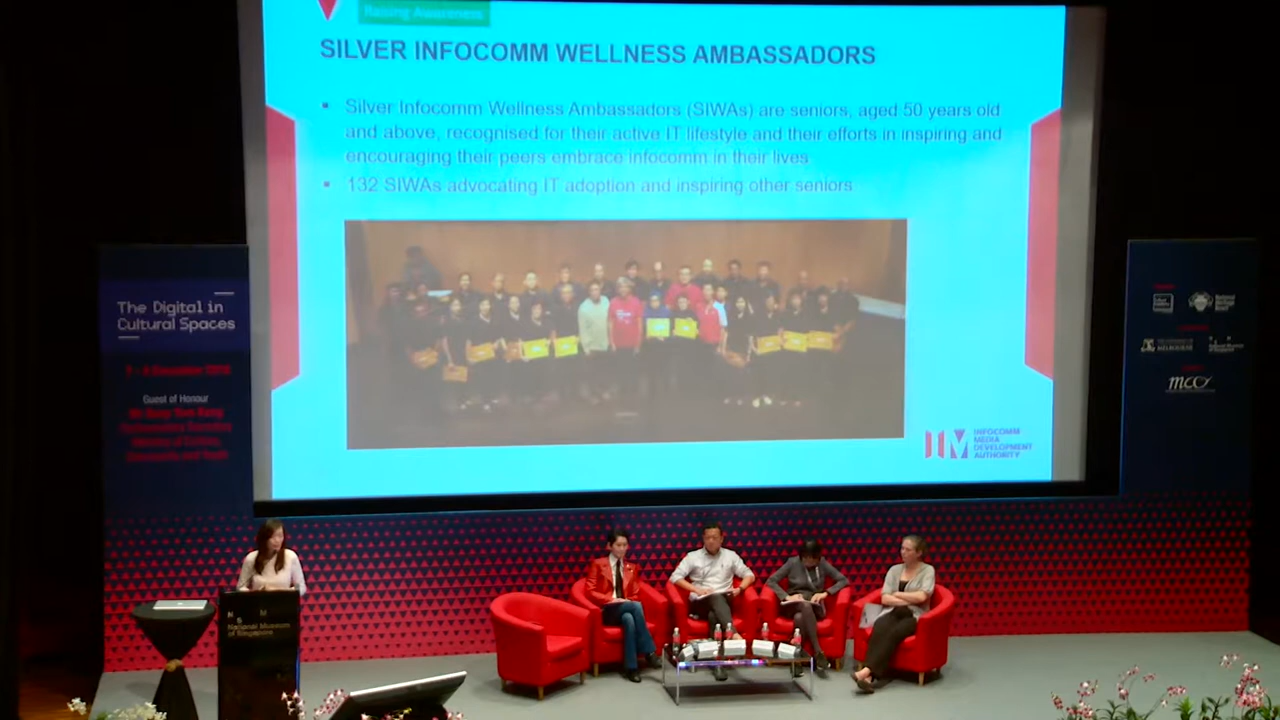 Raising Awareness
SILVER INFOCOMM WELLNESS AMBASSADORS
▪ Silver Infocomm Wellness Ambassadors (SIWAs) are seniors, aged 50 years old
and above, recognised for their active IT lifestyle and their efforts in inspiring and
encouraging their peers embrace infocomm in their lives
▪ 132 SIWAs advocating IT adoption and inspiring other seniors
INFOCOMM
MEDIA
DEVELOPMENT
AUTHORITY
The Digital in
Cultural Spaces
Guest of Honour
National Museum
of Singapore
MELBOURNE
mccy